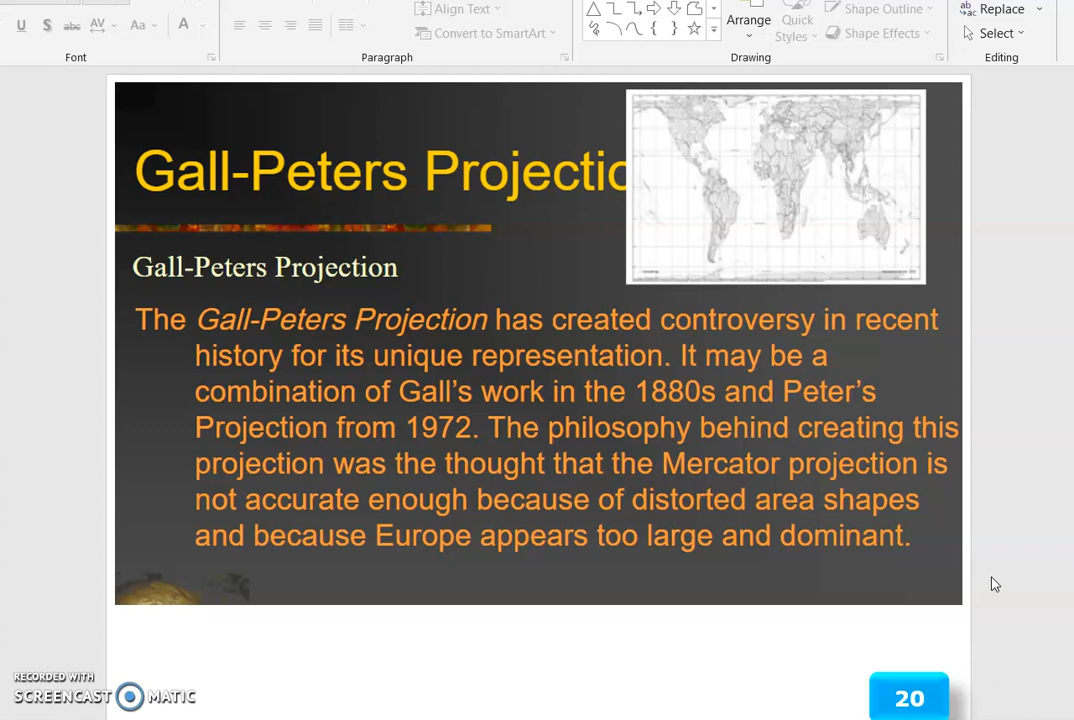 Align Text
Replace
U S abc AV Aa A
Arrange
Quick
Styles
Shape Outline
Convert to SmartArt
Shape Effects
Select
Font
Paragraph
Drawing
Editing
Gall-Peters Projectio
Gall-Peters Projection
The Gall-Peters Projection has created controversy in recent
history for its unique representation. It may be a
combination of Gall's work in the 1880s and Peter's
Projection from 1972. The philosophy behind creating this
projection was the thought that the Mercator projection is
not accurate enough because of distorted area shapes
and because Europe appears too large and dominant.
RECORDED WITH
SCREENCAST MATIC
20